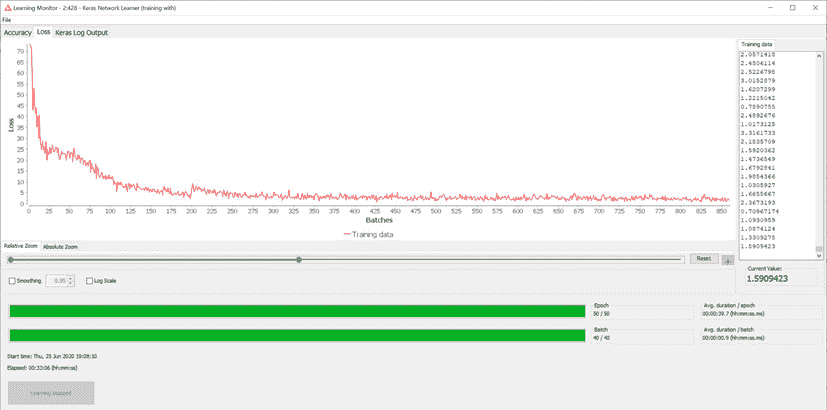 Learning Monitor - 2:428 - Keras Network Learner (training with)
File
Accuracy Loss Keras Log Output
Training data
2.0571418
2.4506114
2.5226798
3.0152879
1.6207299
1.2215042
0.7890755
2.4892676
1.0173125
3.3161733
2.1835709
1.5920362
1.4736549
1.6792841
1.9854366
1.0305927
1.6635667
2.3673193
0.70967174
1.0930959
1.0874124
1.3305275
1.5909423
70
65
60
55
50
45
40
35
30
25
20
15
10
5
0
Loss
0 25 50 75 100 125 150 175 200 225 250 275 300 325 350 375 400 425 450 475 500 525 550 575 600 625 650 675 700 725 750 775 800 825 850
Batches
Training data
Relative Zoom Absolute Zoom
Reset
Smoothing 0.95 Log Scale
Current Value:
1.5909423
Epoch Avg. duration / epoch
50 / 50 00:00:39.7 (hh:mm:ss.ms)
Batch Avg. duration / batch
40 / 40 00:00:00.9 (hh:mm:ss.ms)
Start time: Thu, 25 Jun 2020 19:08:10
Elapsed: 00:33:06 (hh:mm:ss)
Learning stopped